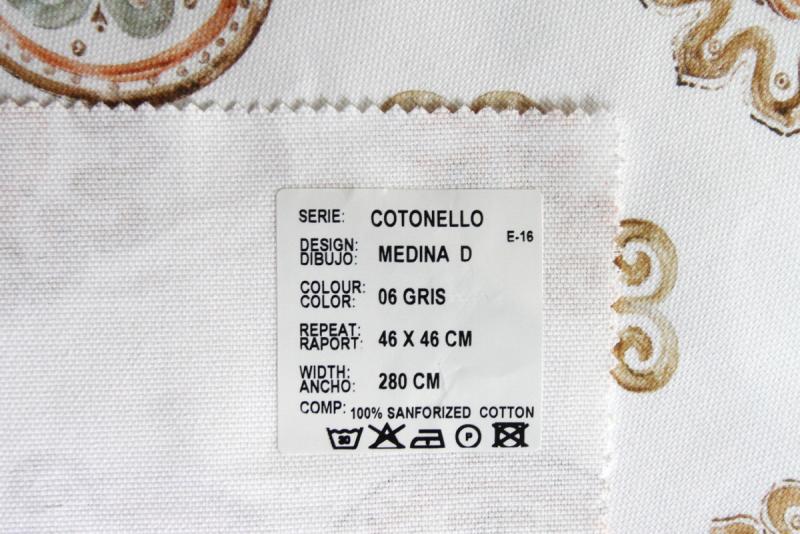 SERIE: COTONELLO
E-16
DESIGN:
DIBUJO: MEDINA D
COLOUR:
COLOR: 06 GRIS
REPEAT:
RAPORT: 46 X 46 CM
WIDTH:
ANCHO: 280 CM
COMP: 100% SANFORIZED COTTON
30 P